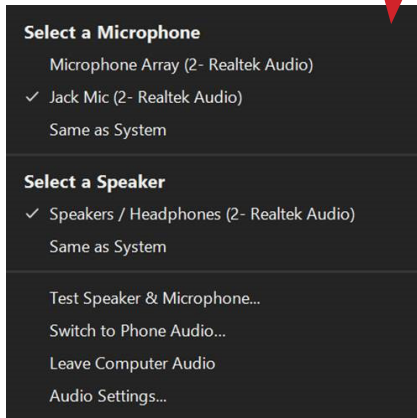 Select a Microphone
Microphone Array (2- Realtek Audio)
Jack Mic (2- Realtek Audio)
Same as System
Select a Speaker
Speakers / Headphones (2- Realtek Audio)
Same as System
Test Speaker & Microphone...
Switch to Phone Audio...
Leave Computer Audio
Audio Settings...